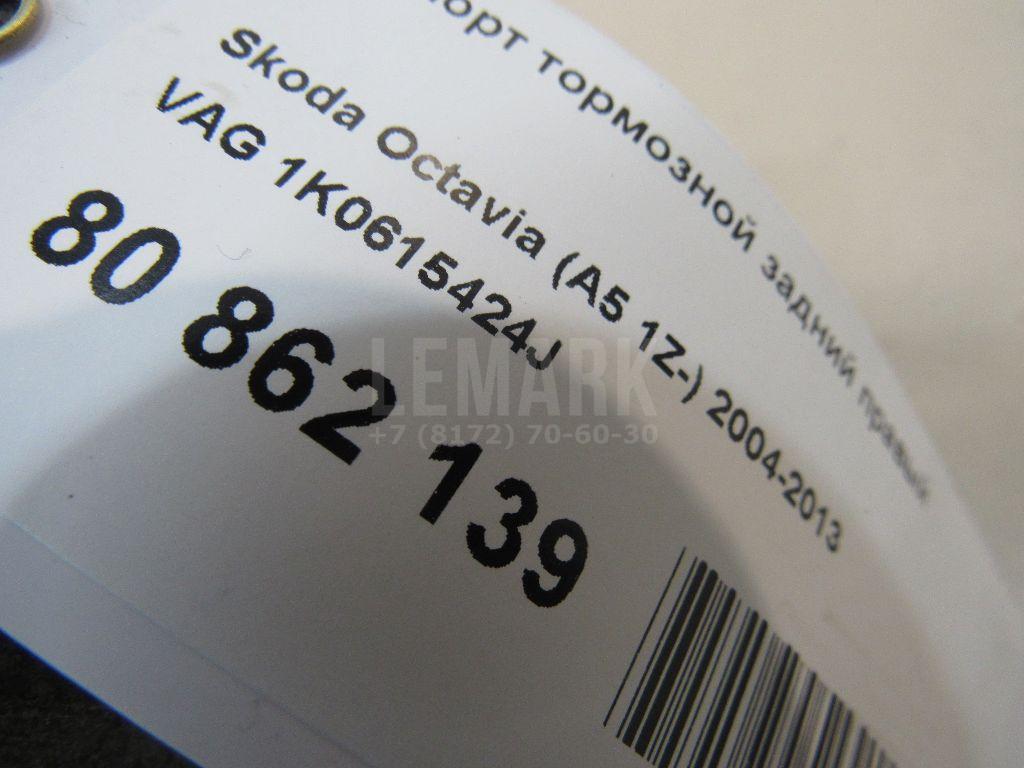 орт тормозной задний правый
Skoda Octavia (A5 1Z-) 2004-2013
VAG 1K0615424J
80 862 139
LEMARK
+7 (8172) 70-60-30